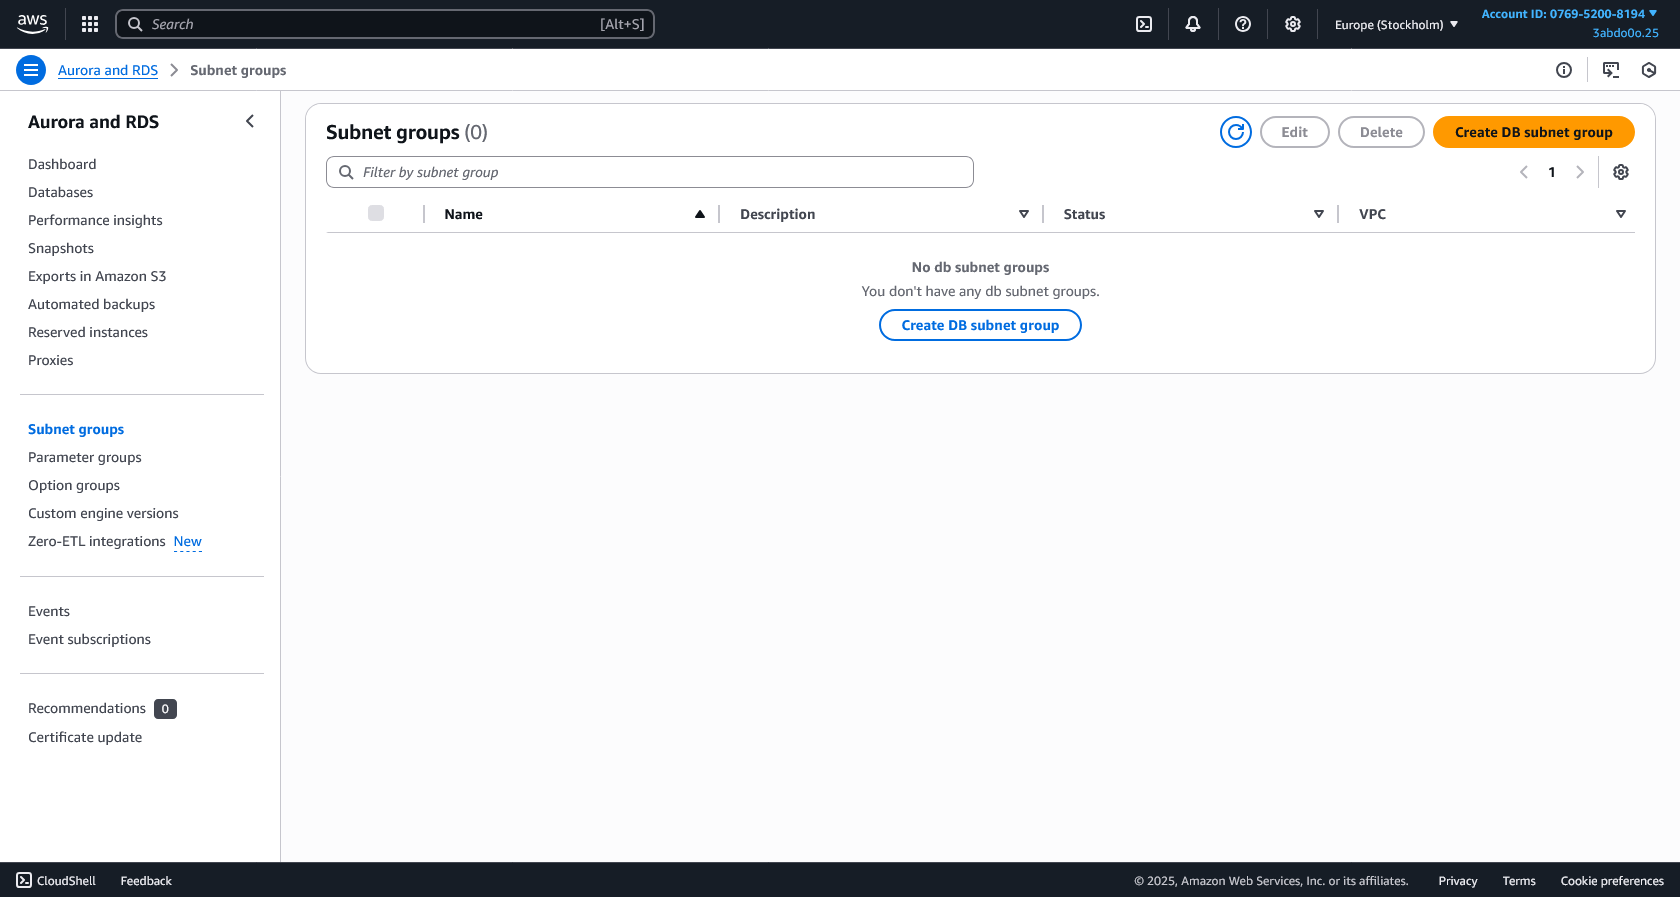 aws
Search [Alt+S]
Europe (Stockholm)
Account ID: 0769-5200-8194
3abdo0o.25
Aurora and RDS
Subnet groups
Aurora and RDS
Dashboard
Databases
Performance insights
Snapshots
Exports in Amazon S3
Automated backups
Reserved instances
Proxies
Subnet groups
Parameter groups
Option groups
Custom engine versions
Zero-ETL integrations New
Events
Event subscriptions
Recommendations 0
Certificate update
Subnet groups (0)
Edit
Delete
Create DB subnet group
Filter by subnet group
1
Name
Description
Status
VPC
No db subnet groups
You don't have any db subnet groups.
Create DB subnet group
CloudShell
Feedback
© 2025, Amazon Web Services, Inc. or its affiliates.
Privacy
Terms
Cookie preferences